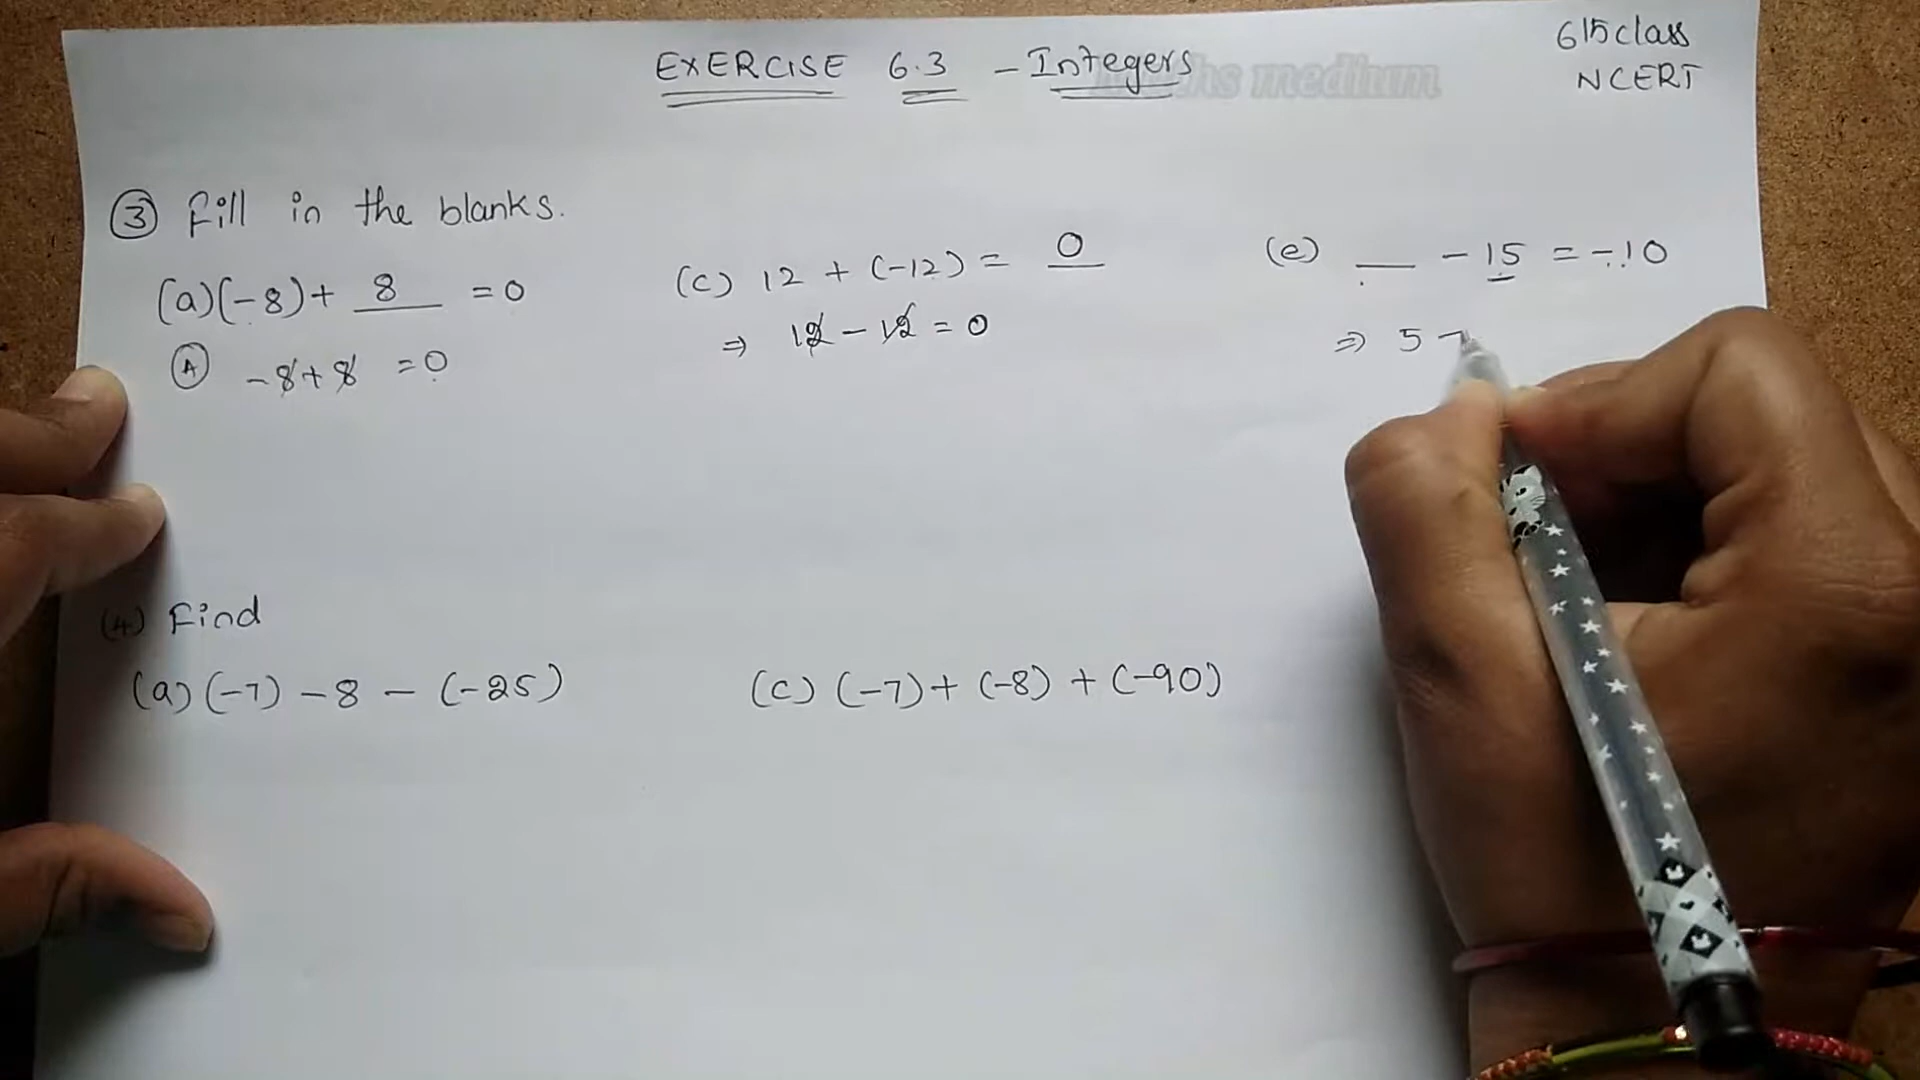 EXERCISE 6.3 - Integers
6th class
NCERT
③ Fill in the blanks.
(a) (-8) + 8 = 0
Ⓐ -8 + 8 = 0
(c) 12 + (-12) = 0
⇒ 12 - 12 = 0
(e) __ - 15 = -10
⇒ 5 -
(4) Find
(a) (-7) - 8 - (-25)
(c) (-7) + (-8) + (-90)